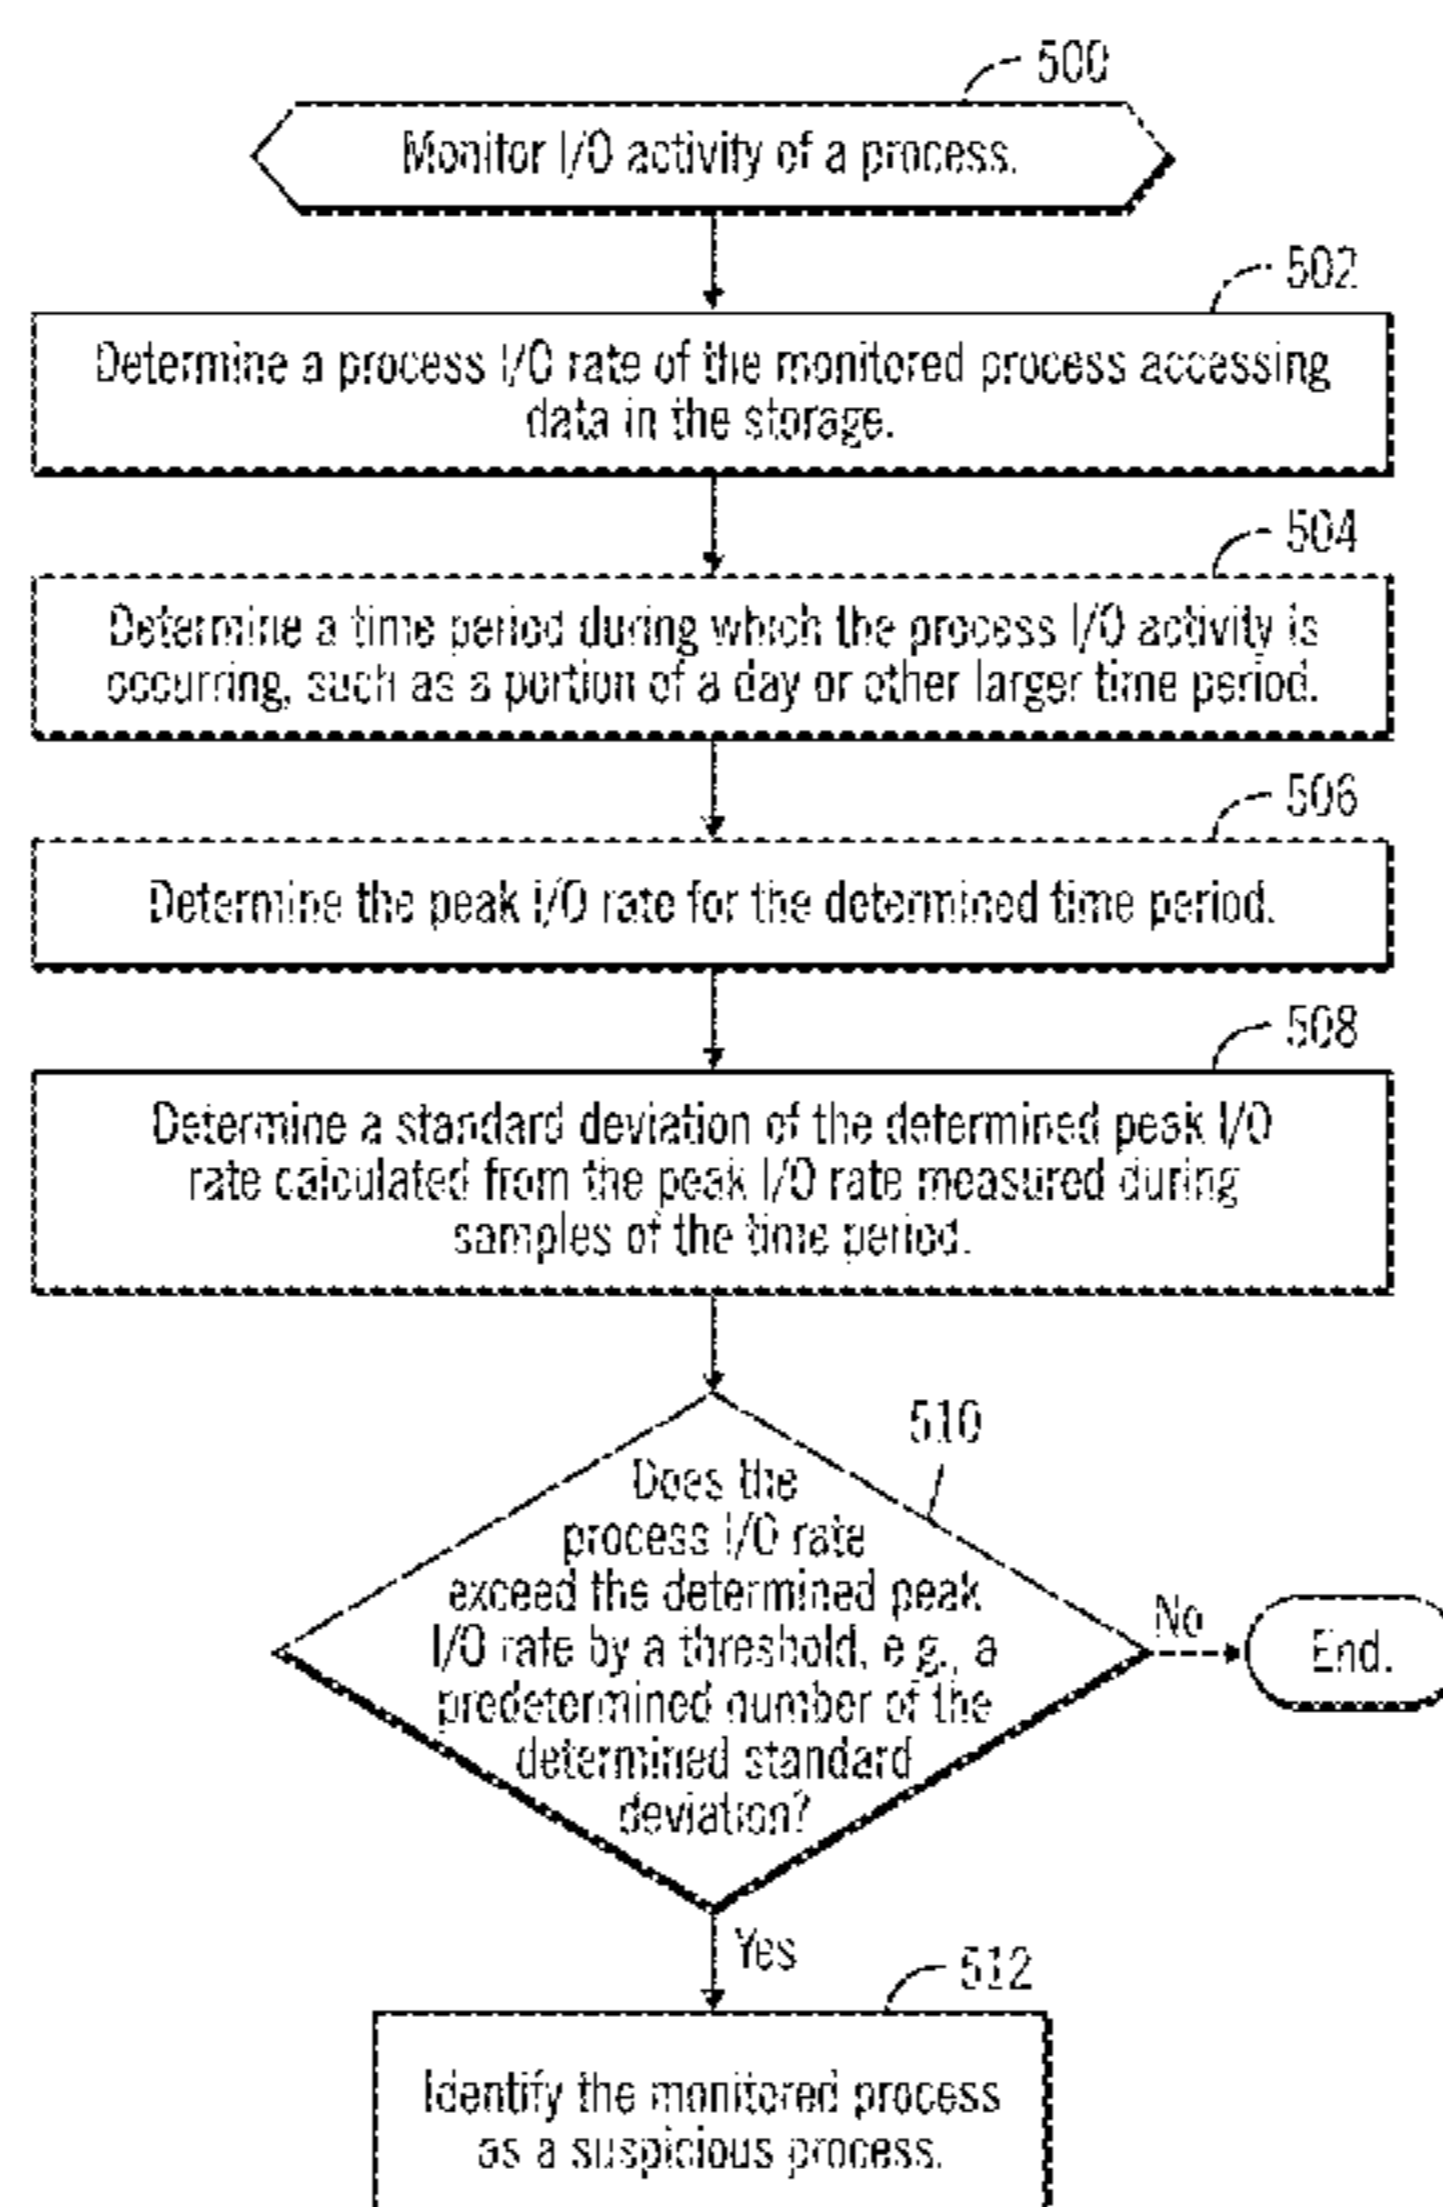 500
Monitor I/O activity of a process.
502
Determine a process I/O rate of the monitored process accessing
data in the storage.
504
Determine a time period during which the process I/O activity is
occurring, such as a portion of a day or other larger time period.
506
Determine the peak I/O rate for the determined time period.
508
Determine a standard deviation of the determined peak I/O
rate calculated from the peak I/O rate measured during
samples of the time period.
510
Does the
process I/O rate
exceed the determined peak
I/O rate by a threshold, e.g., a
predetermined number of the
determined standard
deviation?
No
End.
Yes
512
Identify the monitored process
as a suspicious process.